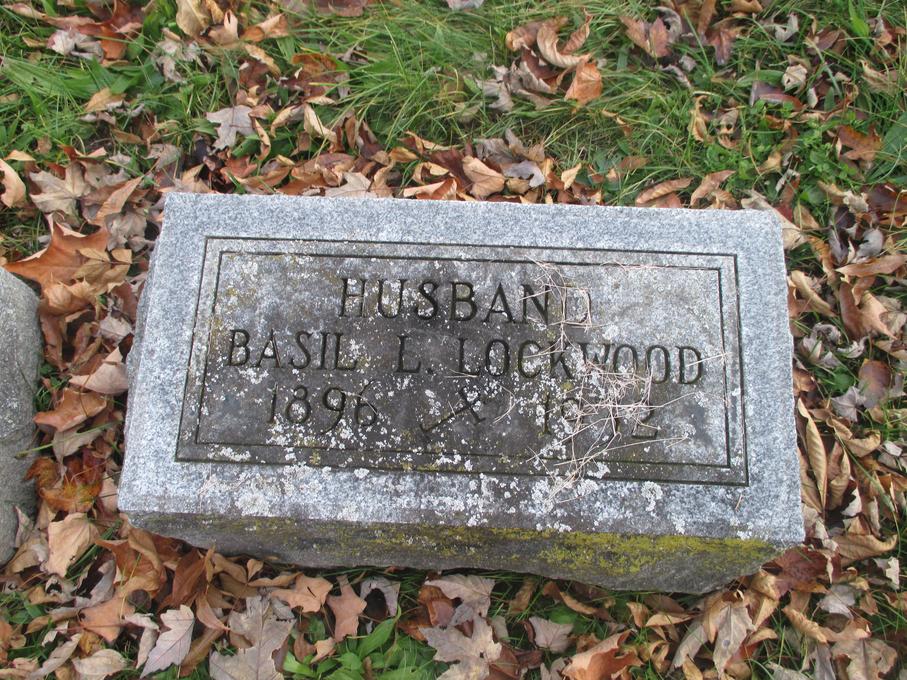 HUSBAND
BASIL L. LOCKWOOD
1896